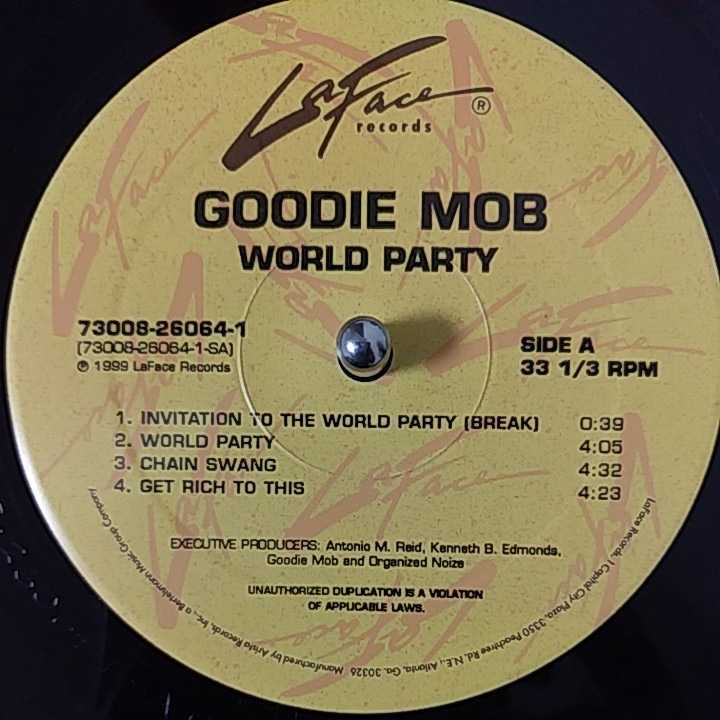 LaFace ®
records
GOODIE MOB
WORLD PARTY
73008-26064-1
(73008-26064-1-SA)
℗ 1999 LaFace Records
SIDE A
33 1/3 RPM
1. INVITATION TO THE WORLD PARTY (BREAK) 0:39
2. WORLD PARTY 4:05
3. CHAIN SWANG 4:32
4. GET RICH TO THIS 4:23
EXECUTIVE PRODUCERS: Antonio M. Reid, Kenneth B. Edmonds,
Goodie Mob and Organized Noize
UNAUTHORIZED DUPLICATION IS A VIOLATION
OF APPLICABLE LAWS.
LaFace Records, 1 Capital City Plaza, 3350 Peachtree Rd. N.E., Atlanta, Ga. 30326 Manufactured by Arista Records, Inc., a Bertelsmann Music Group Company